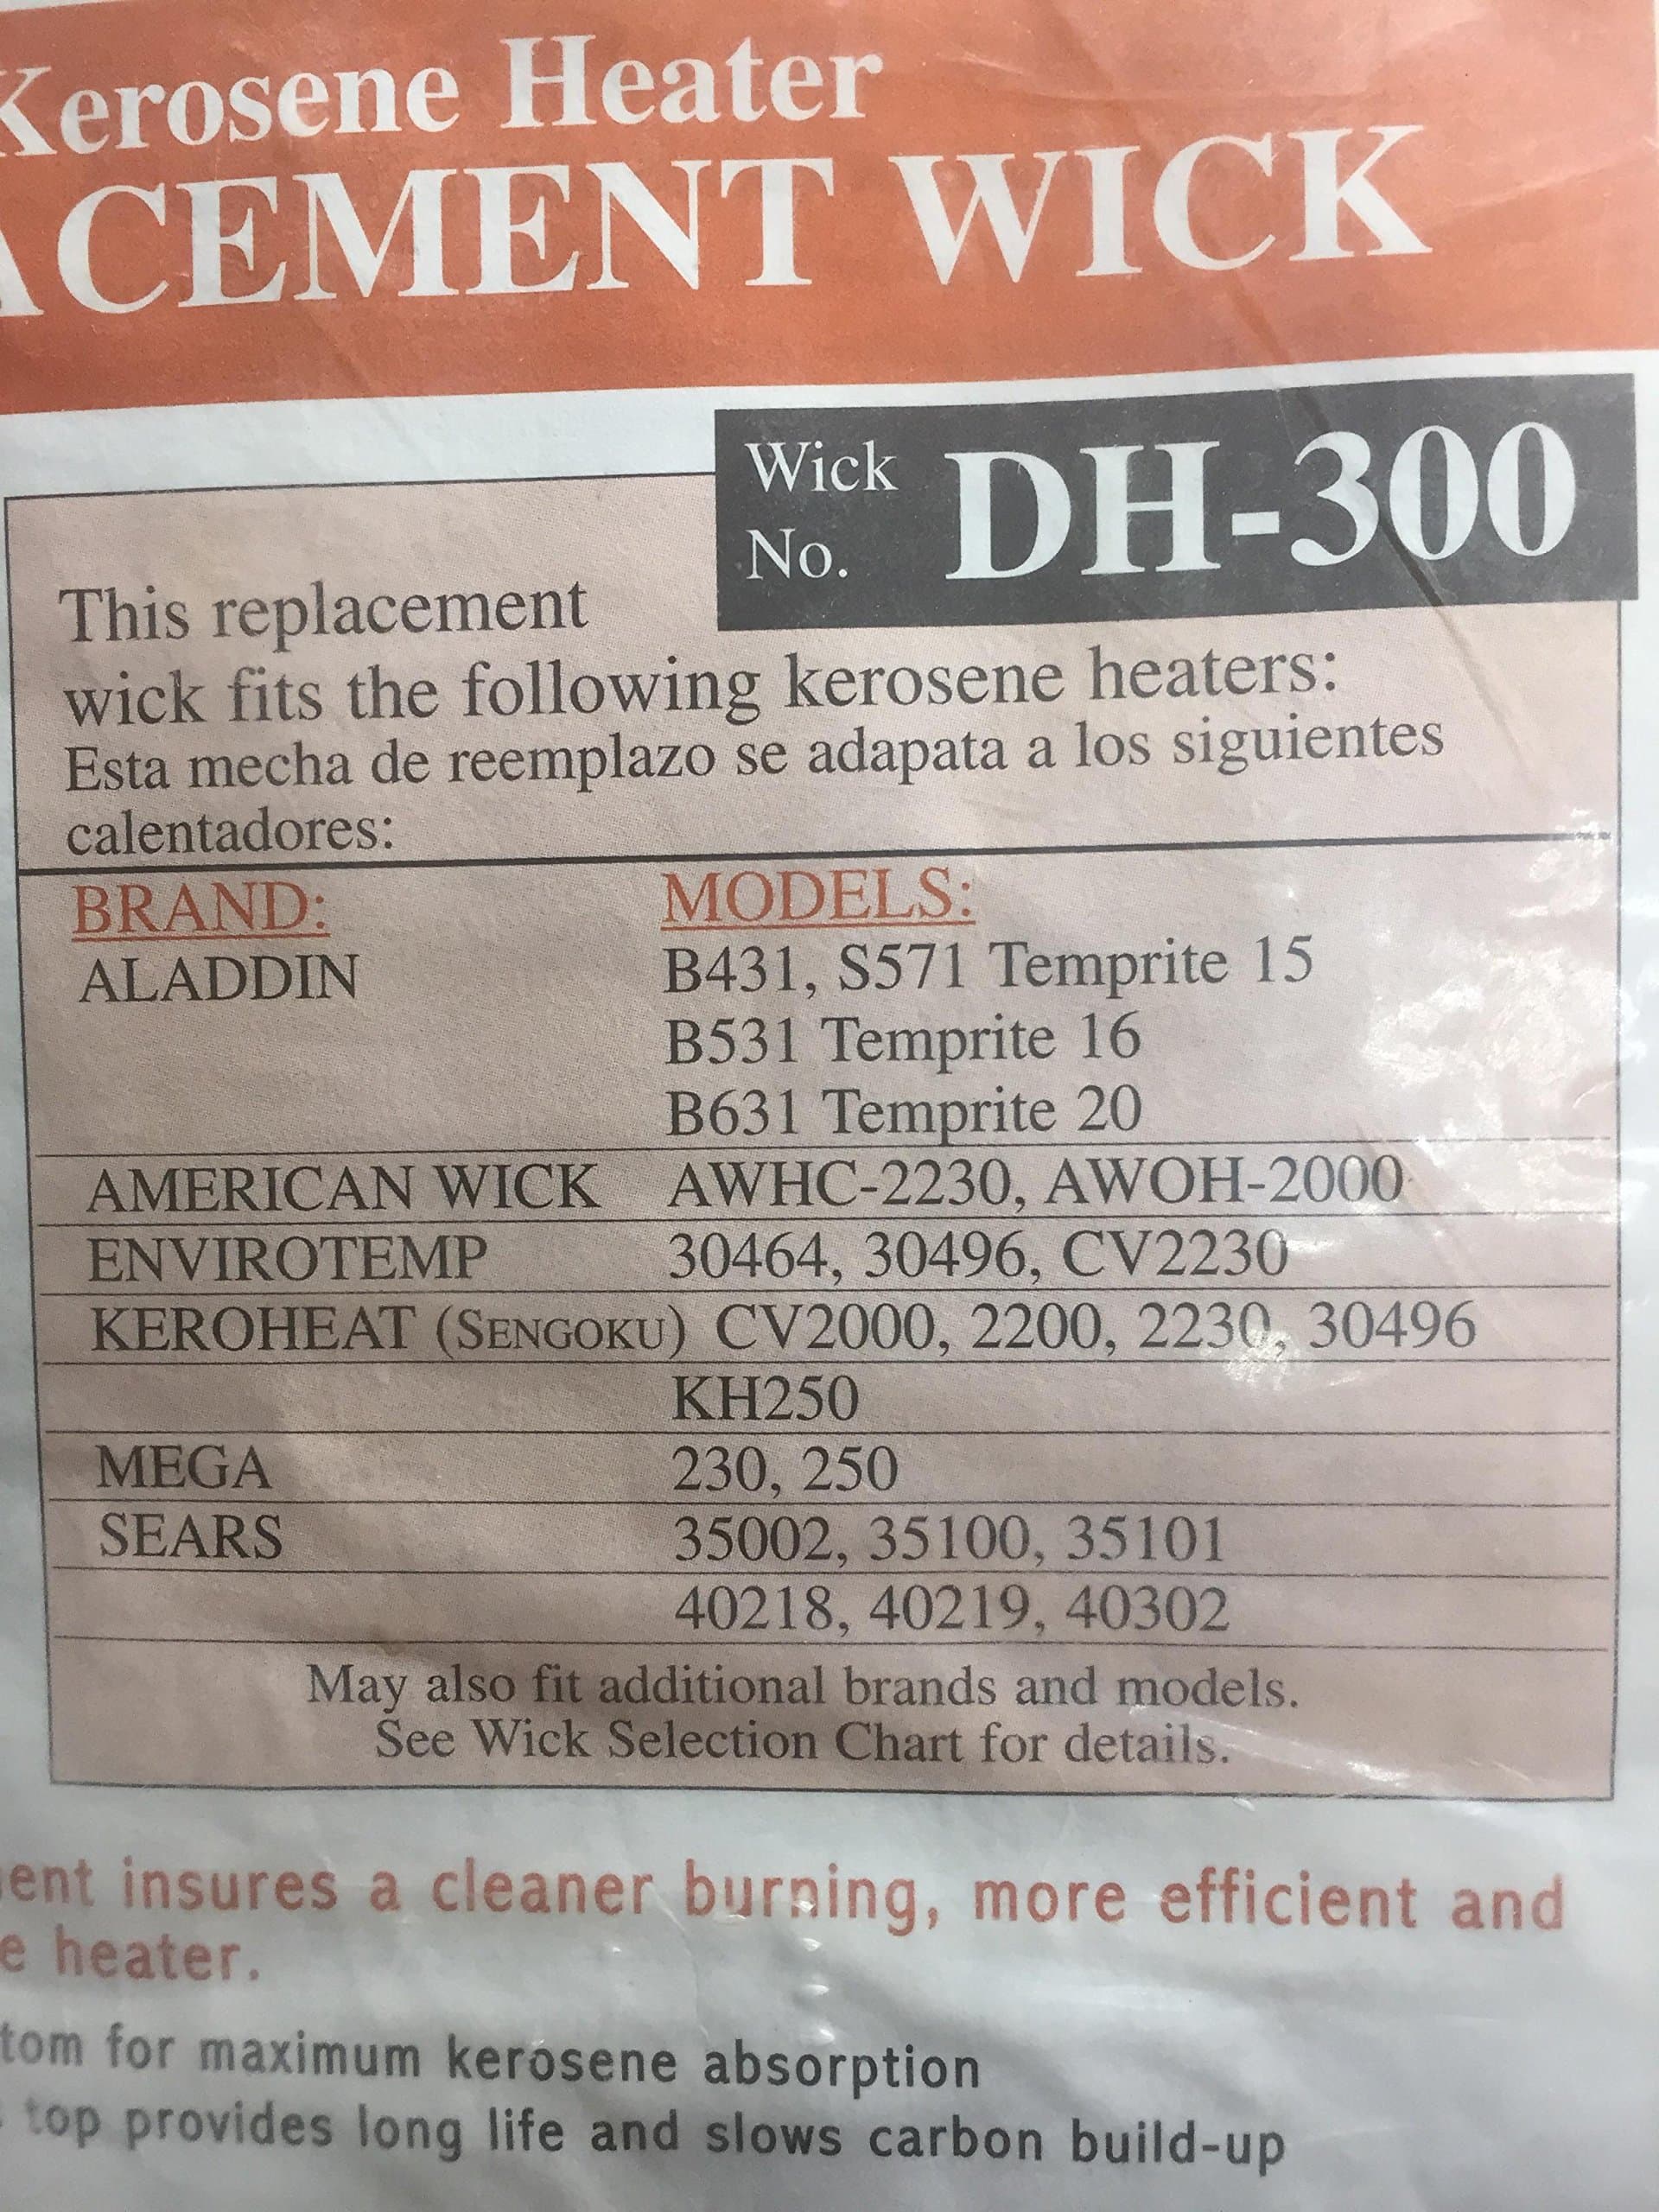 Kerosene Heater
ACEMENT WICK
Wick No. DH-300
This replacement
wick fits the following kerosene heaters:
Esta mecha de reemplazo se adapata a los siguientes
calentadores:
BRAND: MODELS:
ALADDIN B431, S571 Temprite 15
B531 Temprite 16
B631 Temprite 20
AMERICAN WICK AWHC-2230, AWOH-2000
ENVIROTEMP 30464, 30496, CV2230
KEROHEAT (SENGOKU) CV2000, 2200, 2230, 30496
KH250
MEGA 230, 250
SEARS 35002, 35100, 35101
40218, 40219, 40302
May also fit additional brands and models.
See Wick Selection Chart for details.
ent insures a cleaner burning, more efficient and
e heater.
tom for maximum kerosene absorption
top provides long life and slows carbon build-up